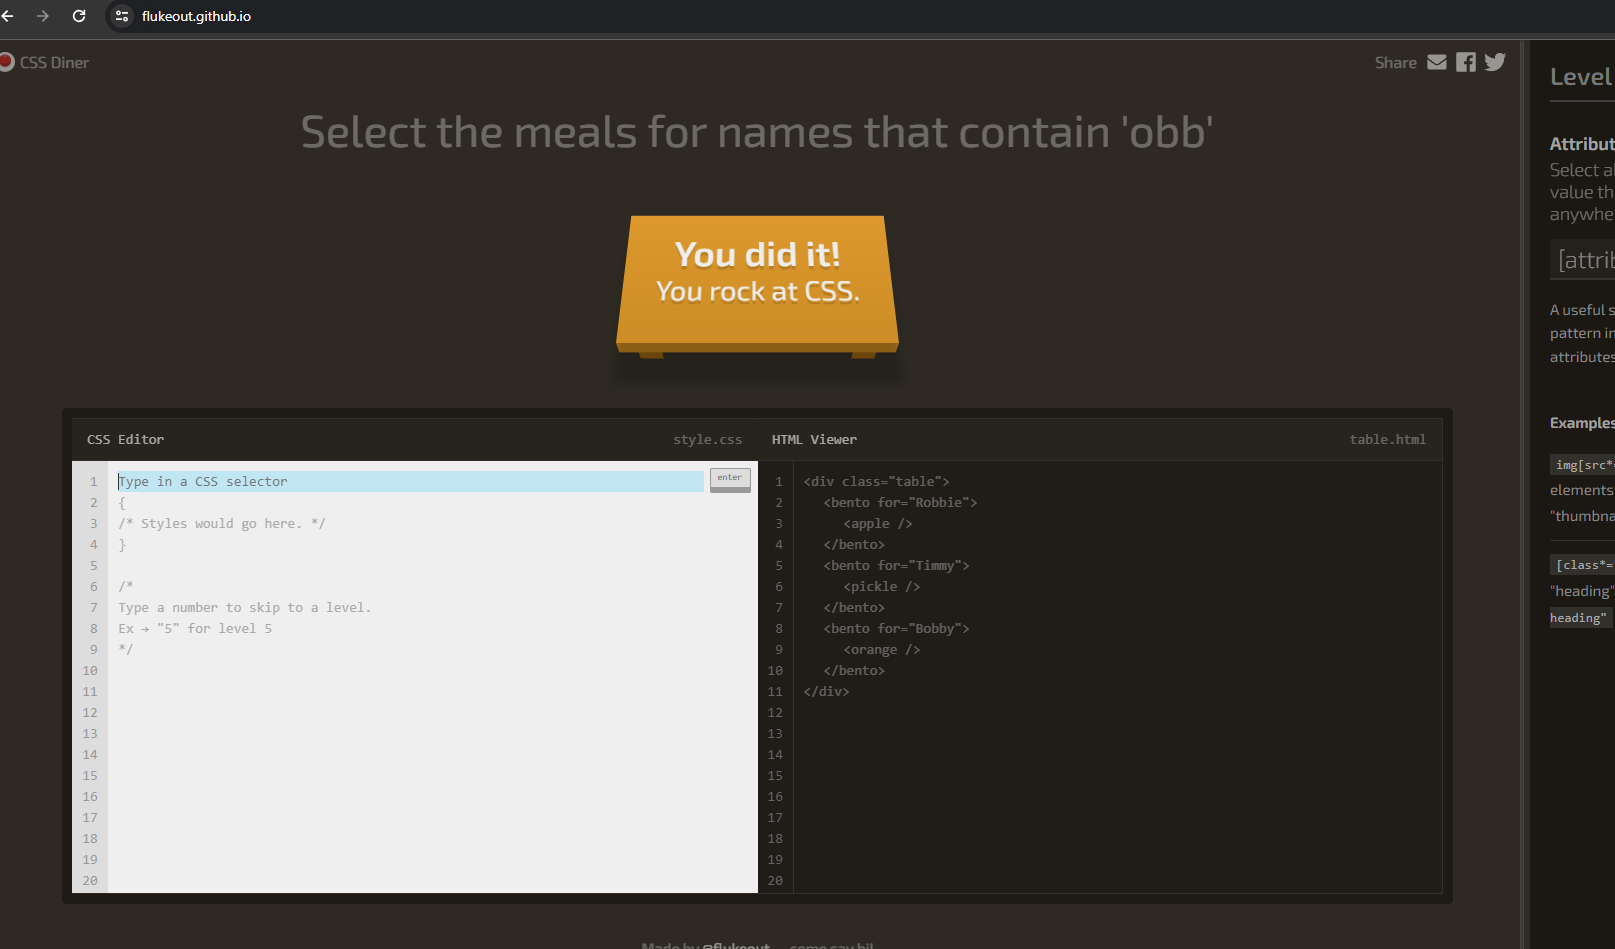 flukeout.github.io
CSS Diner
Share
Select the meals for names that contain 'obb'
You did it!
You rock at CSS.
CSS Editor
style.css
HTML Viewer
table.html
1 Type in a CSS selector
enter
2 {
3 /* Styles would go here. */
4 }
5
6 /*
7 Type a number to skip to a level.
8 Ex → "5" for level 5
9 */
10
11
12
13
14
15
16
17
18
19
20
1 <div class="table">
2 <bento for="Robbie">
3 <apple />
4 </bento>
5 <bento for="Timmy">
6 <pickle />
7 </bento>
8 <bento for="Bobby">
9 <orange />
10 </bento>
11 </div>
12
13
14
15
16
17
18
19
20
Made by @flukeout come say hi!
Level
Attribut
Select al
value th
anywhe
[attrib
A useful s
pattern in
attributes
Examples
img[src*=
elements
"thumbna
[class*=
"heading"
heading"